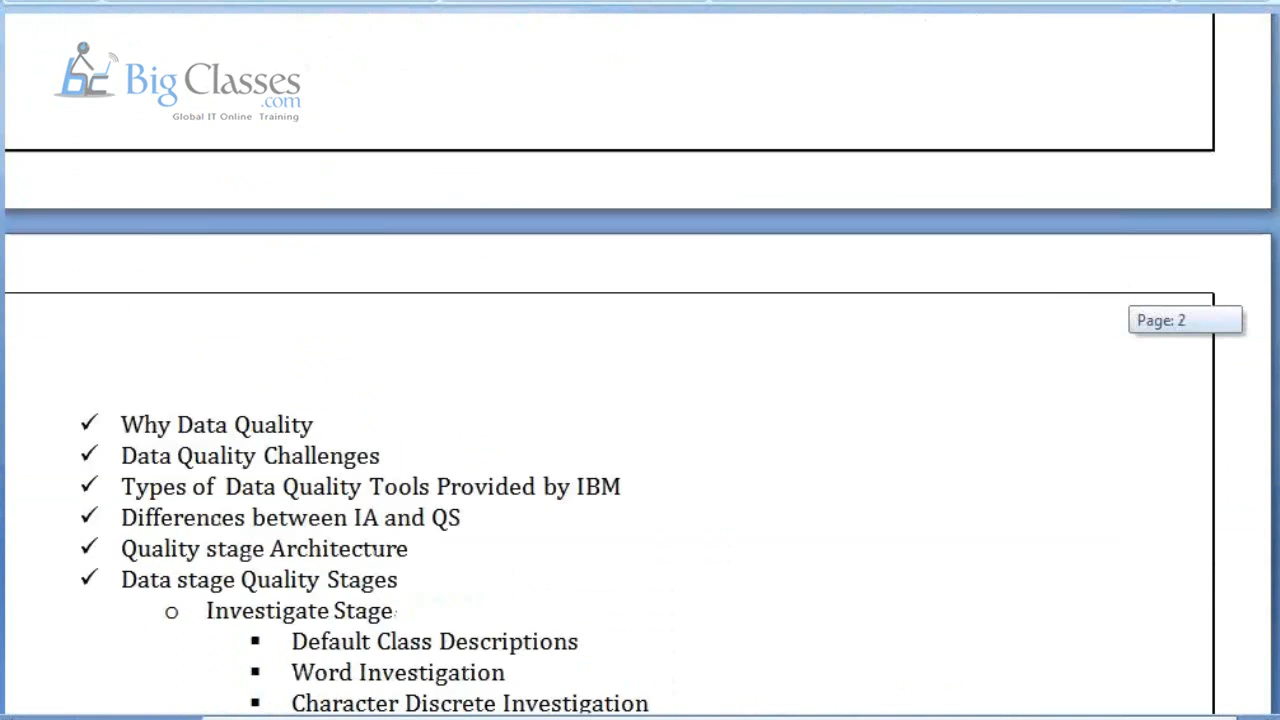 Big Classes
.com
Global IT Online Training
Page: 2
✓ Why Data Quality
✓ Data Quality Challenges
✓ Types of Data Quality Tools Provided by IBM
✓ Differences between IA and QS
✓ Quality stage Architecture
✓ Data stage Quality Stages
o Investigate Stage
▪ Default Class Descriptions
▪ Word Investigation
▪ Character Discrete Investigation